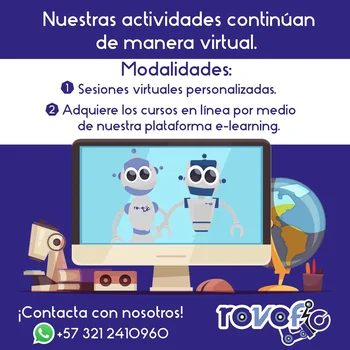 Nuestras actividades continúan
de manera virtual.
Modalidades:
1 Sesiones virtuales personalizadas.
2 Adquiere los cursos en línea por medio
de nuestra plataforma e-learning.
¡Contacta con nosotros!
+57 321 2410960